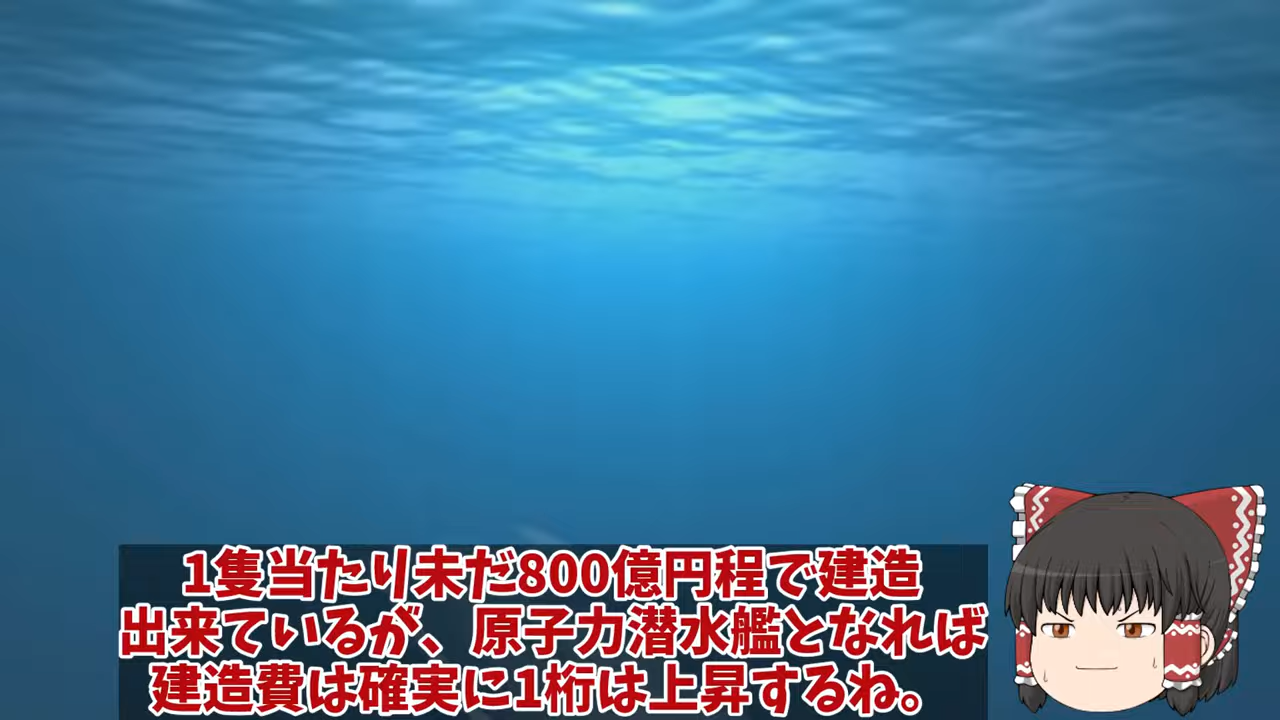 1隻当たり未だ800億円程で建造
出来ているが、原子力潜水艦となれば
建造費は確実に1桁は上昇するね。